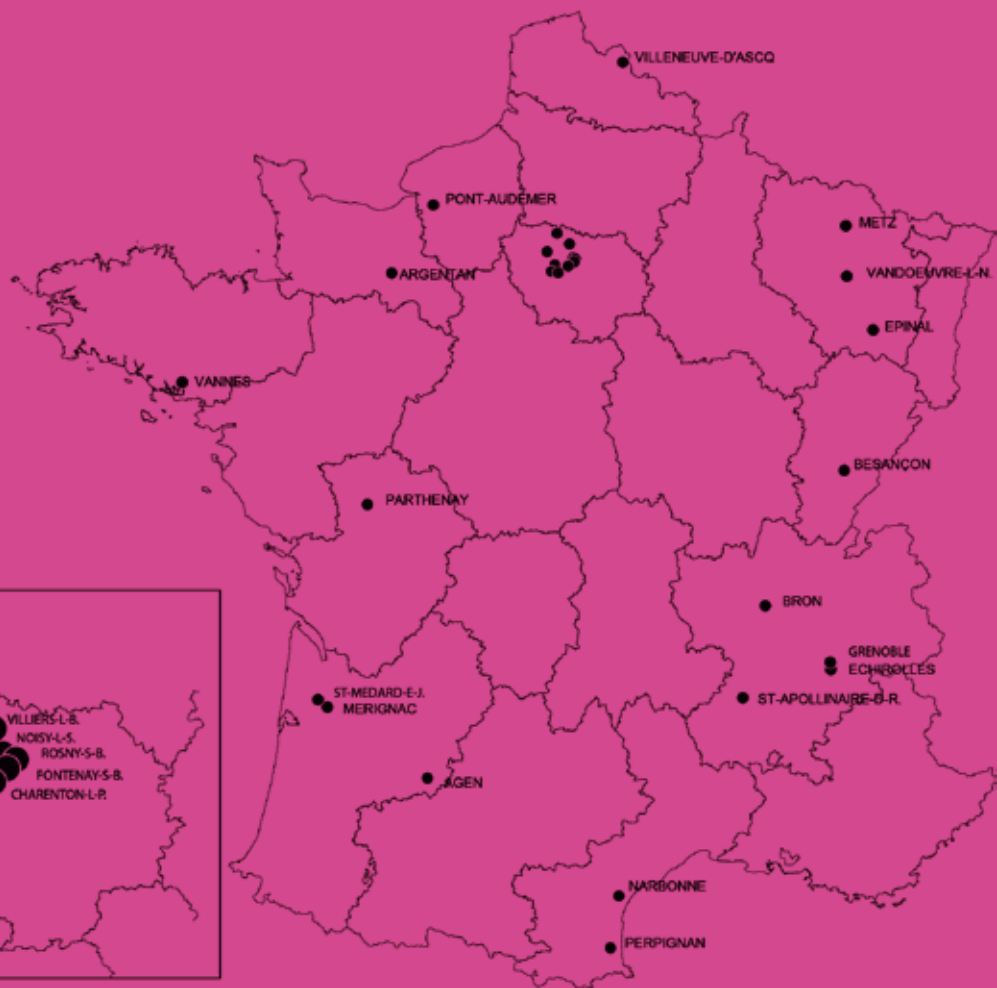 VILLENEUVE-D'ASCQ
PONT-AUDEMER
METZ
ARGENTAN
VANDOEUVRE-L-N.
EPINAL
VANNES
BESANÇON
PARTHENAY
BRON
GRENOBLE
ECHIROLLES
ST-MEDARD-E-J.
ST-APOLLINAIRE-D-R.
MERIGNAC
VILLIERS-L-B.
NOISY-L-S.
ROSNY-S-B.
FONTENAY-S-B.
CHARENTON-L-P.
AGEN
NARBONNE
PERPIGNAN